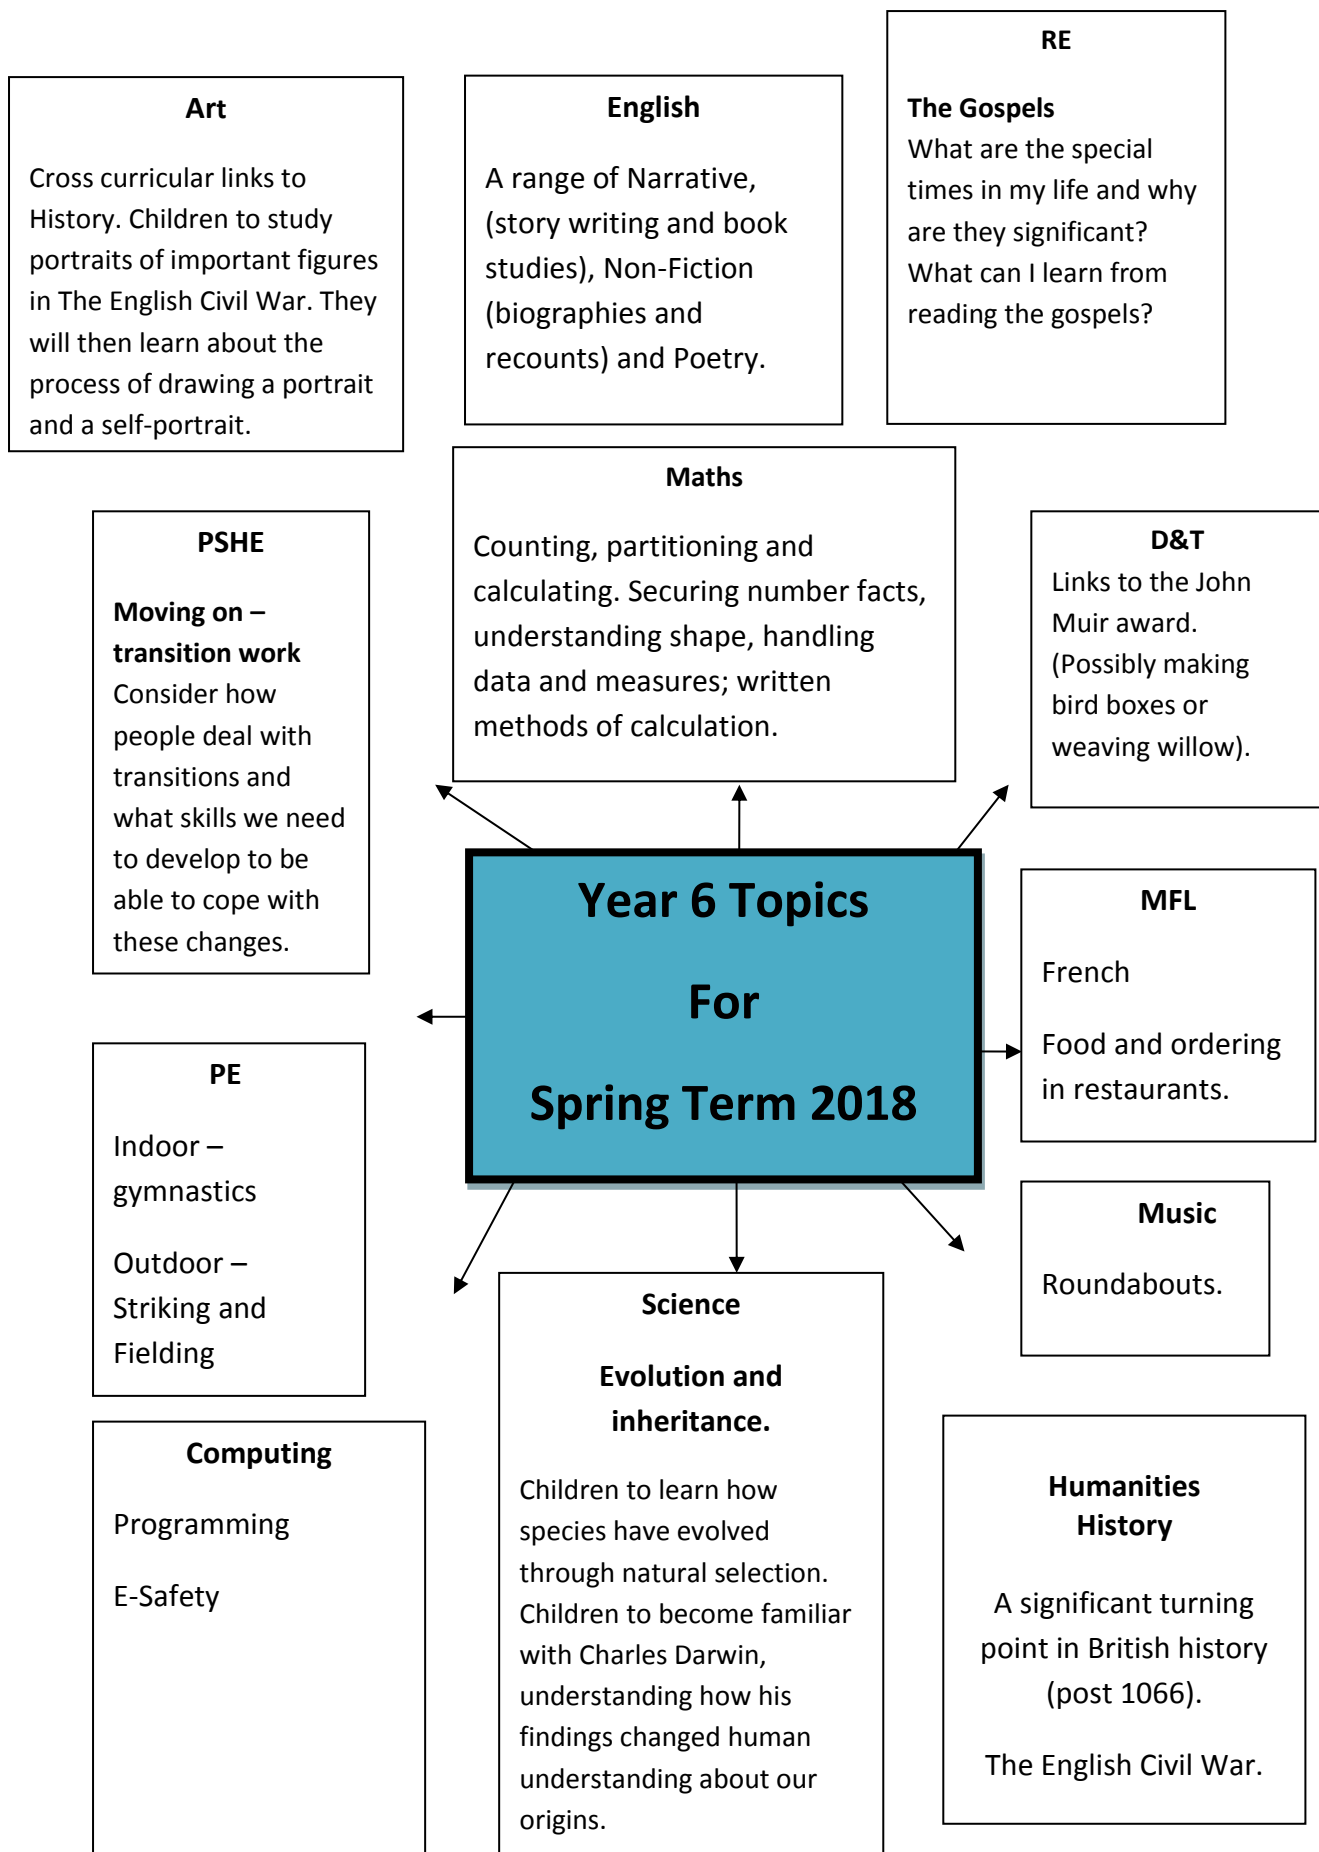 Art
Cross curricular links to
History. Children to study
portraits of important figures
in The English Civil War. They
will then learn about the
process of drawing a portrait
and a self-portrait.
English
A range of Narrative,
(story writing and book
studies), Non-Fiction
(biographies and
recounts) and Poetry.
RE
The Gospels
What are the special
times in my life and why
are they significant?
What can I learn from
reading the gospels?
Maths
Counting, partitioning and
calculating. Securing number facts,
understanding shape, handling
data and measures; written
methods of calculation.
PSHE
Moving on –
transition work
Consider how
people deal with
transitions and
what skills we need
to develop to be
able to cope with
these changes.
D&T
Links to the John
Muir award.
(Possibly making
bird boxes or
weaving willow).
Year 6 Topics
For
Spring Term 2018
MFL
French
Food and ordering
in restaurants.
PE
Indoor –
gymnastics
Outdoor –
Striking and
Fielding
Music
Roundabouts.
Science
Evolution and
inheritance.
Children to learn how
species have evolved
through natural selection.
Children to become familiar
with Charles Darwin,
understanding how his
findings changed human
understanding about our
origins.
Computing
Programming
E-Safety
Humanities
History
A significant turning
point in British history
(post 1066).
The English Civil War.